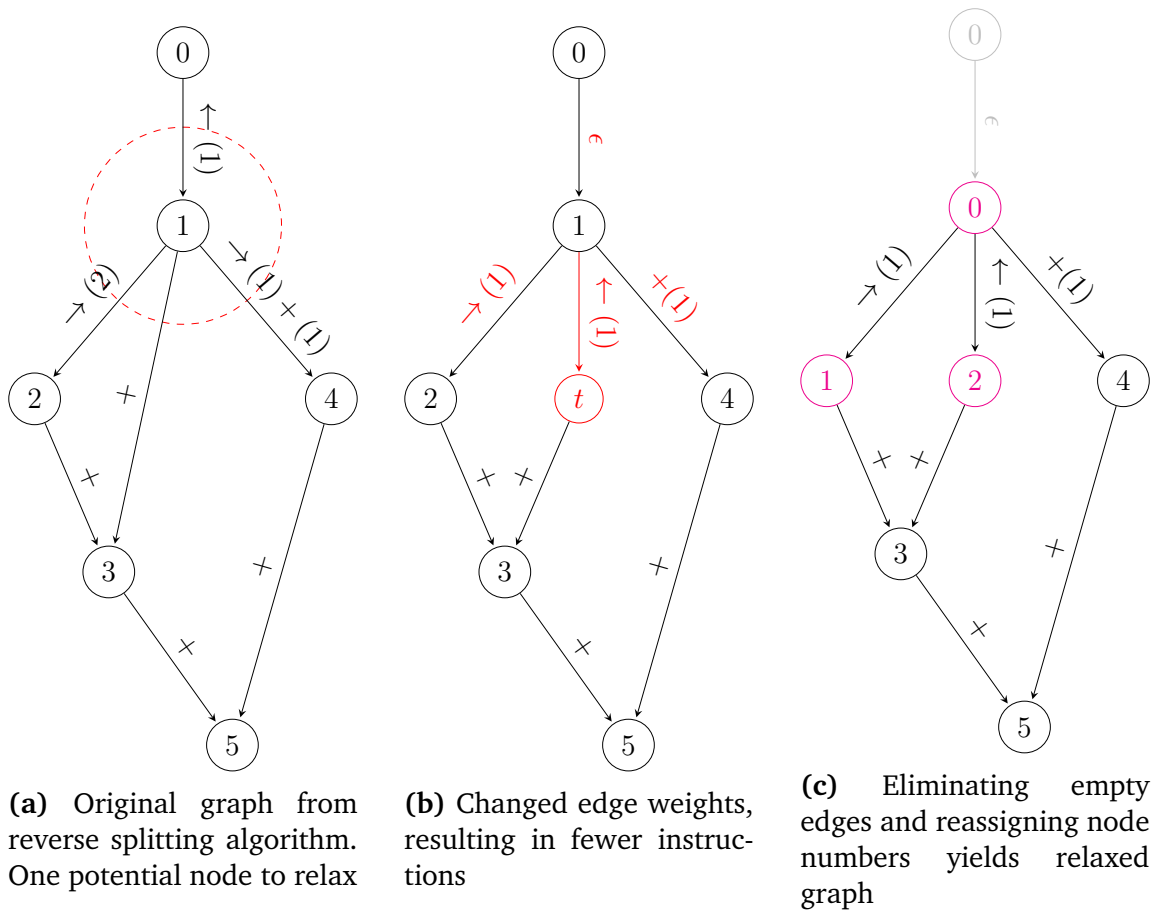 0
← (1)
1
→ (2)
→ (1) + (1)
+
2
4
+
3
+
+
5
(a) Original graph from
reverse splitting algorithm.
One potential node to relax
0
ϵ
1
→ (1)
← (1)
+(1)
2
t
4
+
+
3
+
+
5
(b) Changed edge weights,
resulting in fewer instruc-
tions
0
ϵ
0
→ (1)
← (1)
+(1)
1
2
4
+
+
3
+
+
5
(c) Eliminating empty
edges and reassigning node
numbers yields relaxed
graph